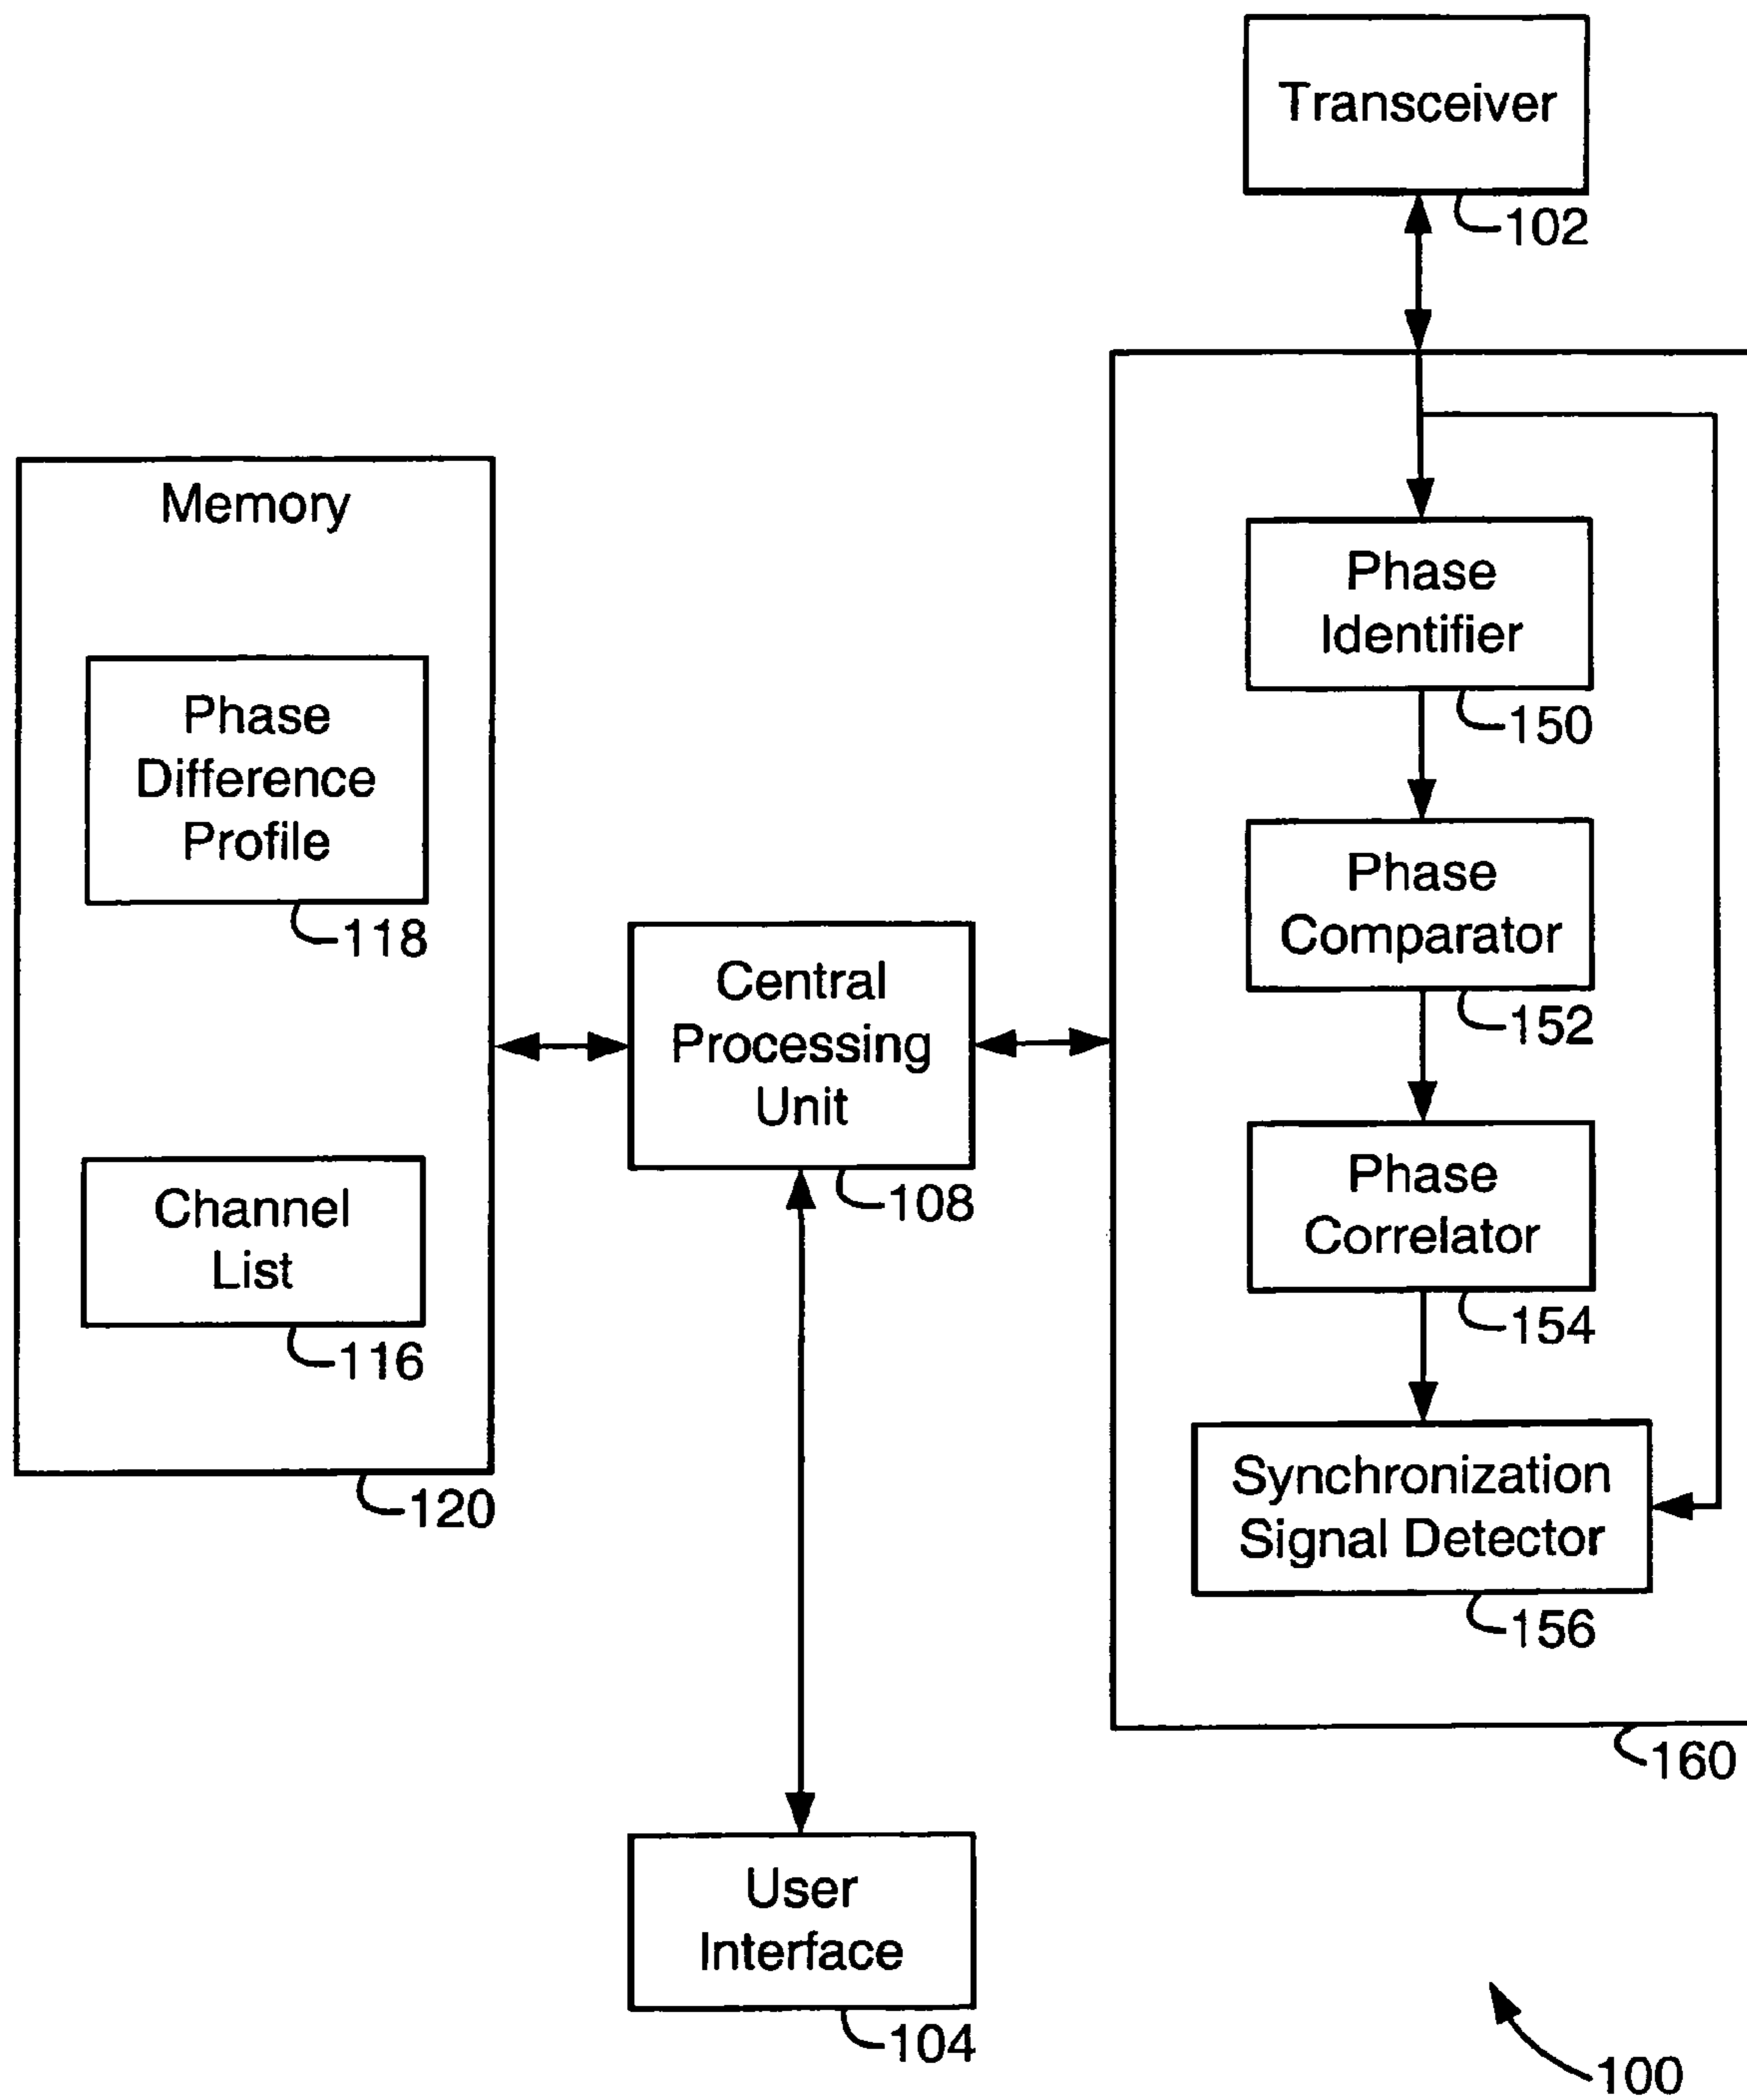 Transceiver
102
Memory
Phase
Difference
Profile
118
Channel
List
116
120
Central
Processing
Unit
108
User
Interface
104
Phase
Identifier
150
Phase
Comparator
152
Phase
Correlator
154
Synchronization
Signal Detector
156
160
100